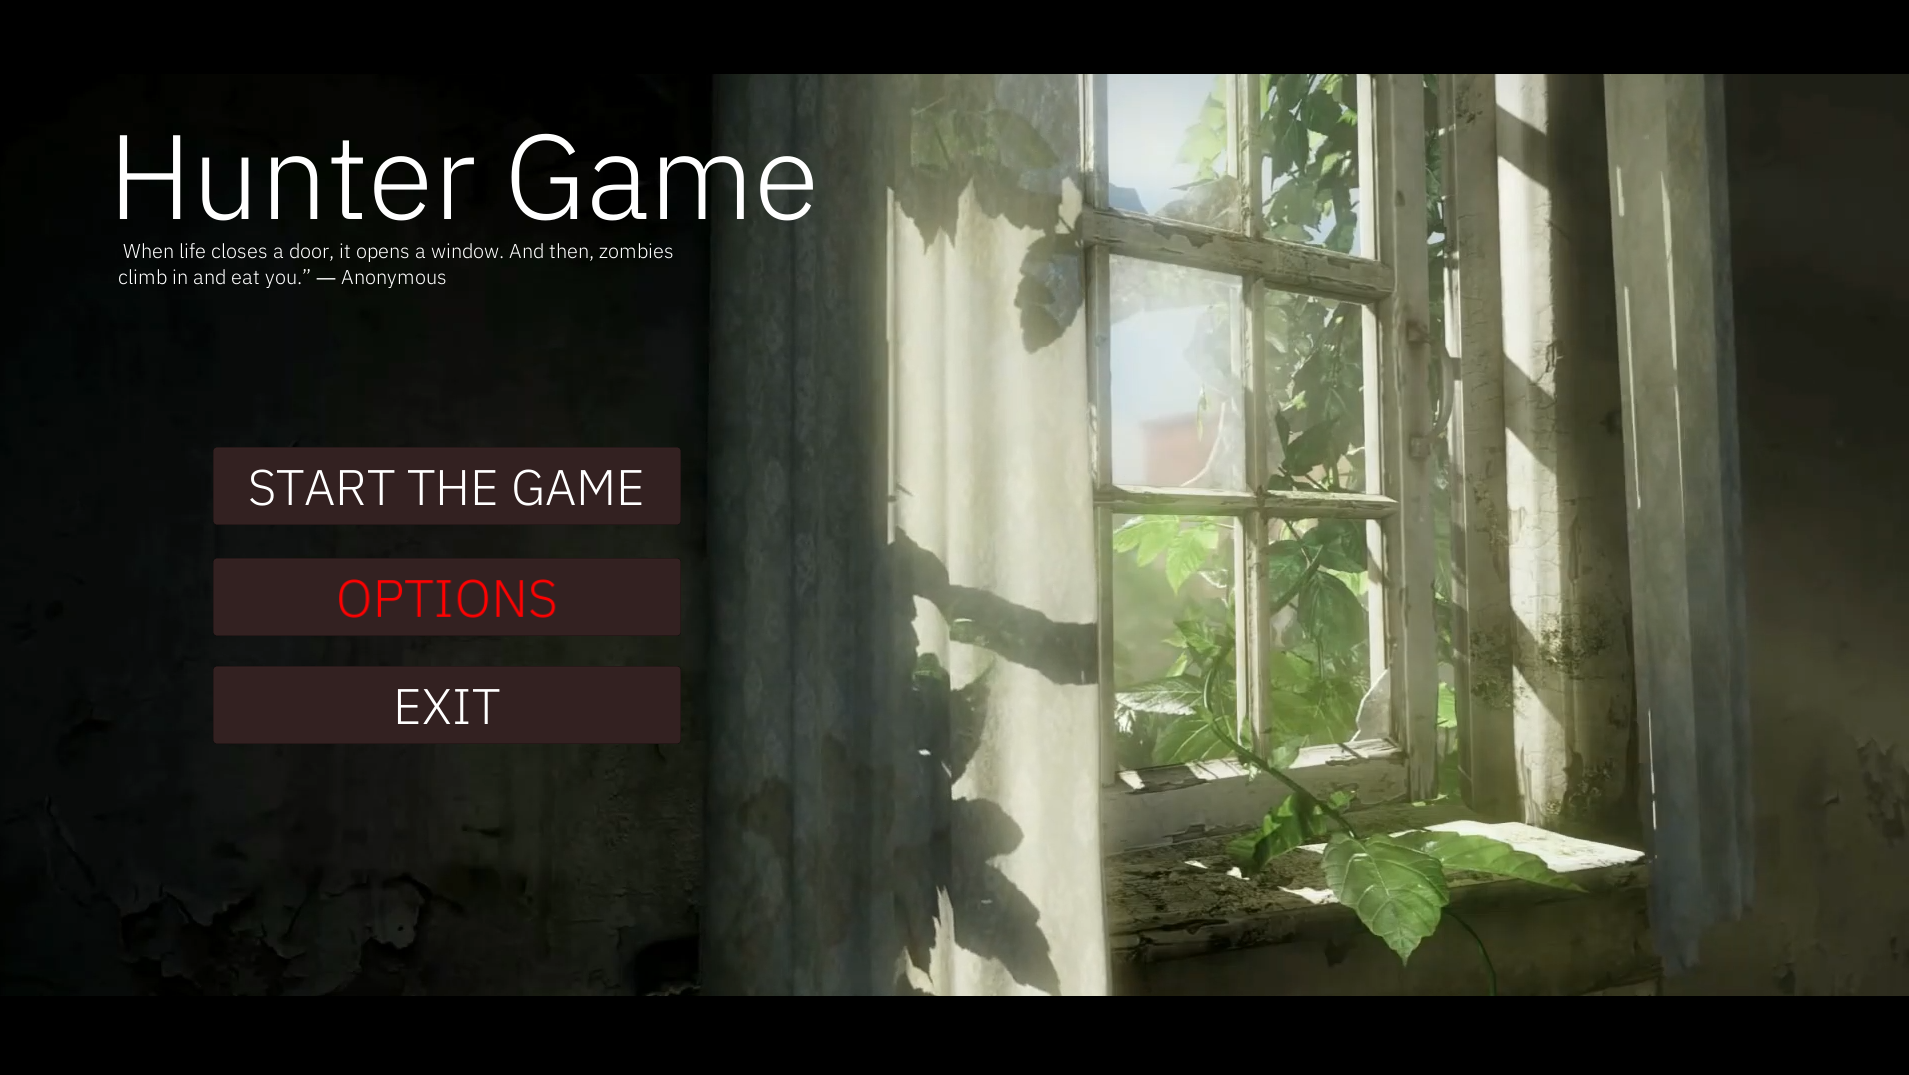 Hunter Game
When life closes a door, it opens a window. And then, zombies
climb in and eat you.” — Anonymous
START THE GAME
OPTIONS
EXIT